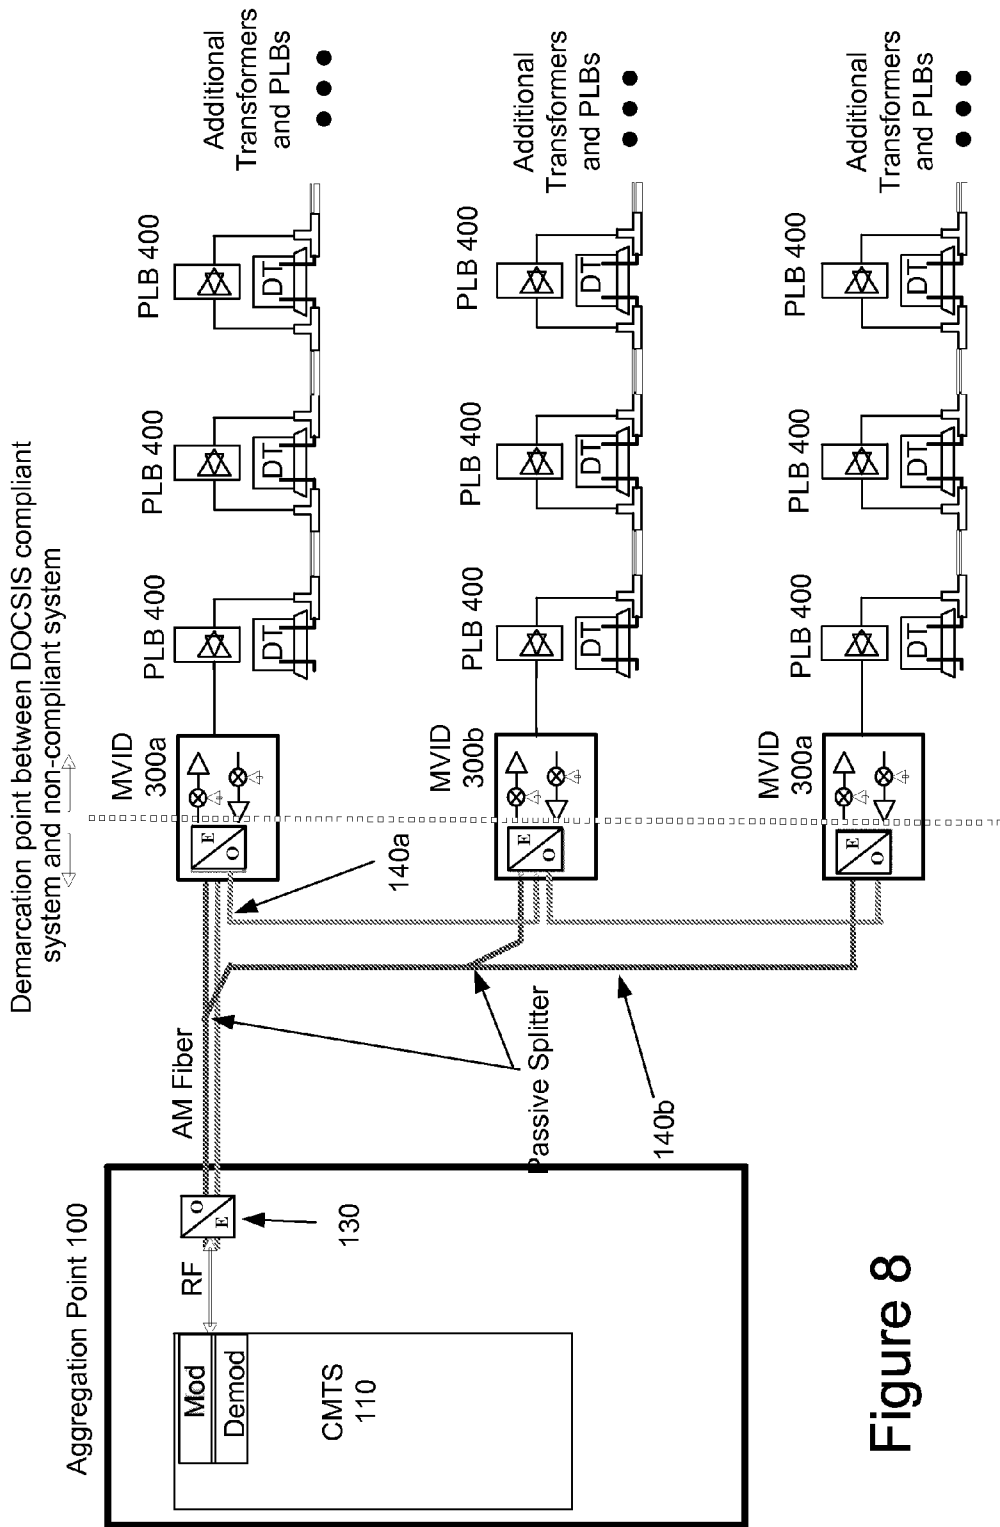 Demarcation point between DOCSIS compliant
system and non-compliant system
Aggregation Point 100
Mod
Demod
CMTS
110
RF
O
E
130
AM Fiber
Passive Splitter
140a
140b
MVID
300a
E
O
PLB 400
DT
PLB 400
DT
PLB 400
DT
Additional
Transformers
and PLBs
MVID
300b
E
O
PLB 400
DT
PLB 400
DT
PLB 400
DT
Additional
Transformers
and PLBs
MVID
300a
E
O
PLB 400
DT
PLB 400
DT
PLB 400
DT
Additional
Transformers
and PLBs
Figure 8